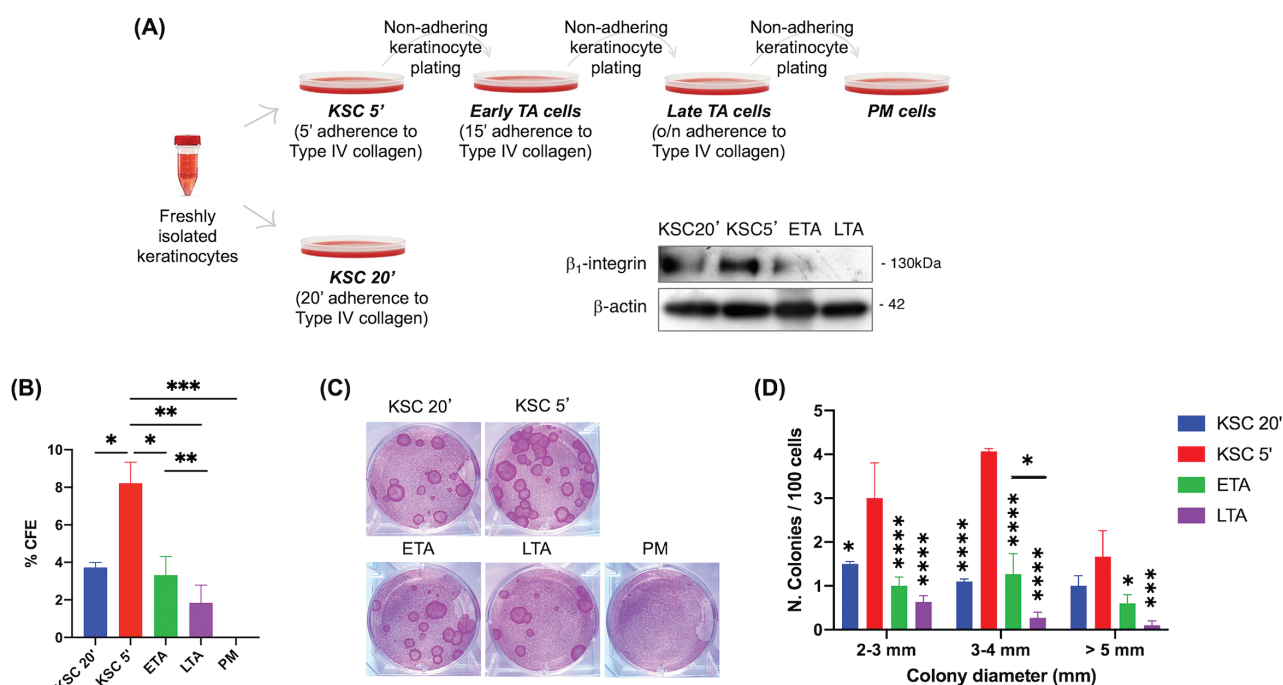 (A)
Non-adhering
keratinocyte
plating
Non-adhering
keratinocyte
plating
Non-adhering
keratinocyte
plating
KSC 5’
(5’ adherence to
Type IV collagen)
Early TA cells
(15’ adherence to
Type IV collagen)
Late TA cells
(o/n adherence to
Type IV collagen)
PM cells
Freshly
isolated
keratinocytes
KSC 20’
(20’ adherence to
Type IV collagen)
KSC20’ KSC5’ ETA LTA
β₁-integrin
- 130kDa
β-actin
- 42
(B)
***
**
* *
**
10
8
6
4
2
0
% CFE
KSC 20'
KSC 5'
ETA
LTA
PM
(C)
KSC 20’ KSC 5’
ETA LTA PM
(D)
5
4
3
2
1
0
N. Colonies / 100 cells
*
****
****
****
****
*
****
*
***
2-3 mm 3-4 mm > 5 mm
Colony diameter (mm)
KSC 20'
KSC 5'
ETA
LTA